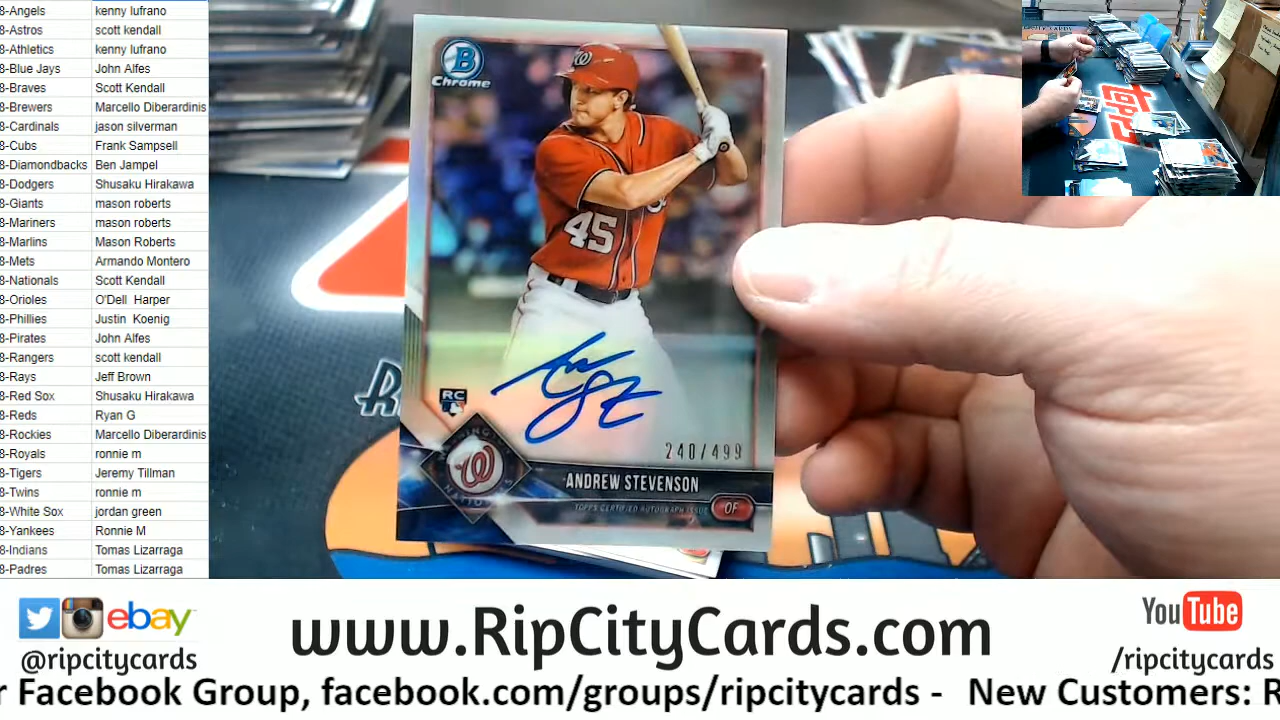 8-Angels kenny lufrano
8-Astros scott kendall
8-Athletics kenny lufrano
8-Blue Jays John Alfes
8-Braves Scott Kendall
8-Brewers Marcello Diberardinis
8-Cardinals jason silverman
8-Cubs Frank Sampsell
8-Diamondbacks Ben Jampel
8-Dodgers Shusaku Hirakawa
8-Giants mason roberts
8-Mariners mason roberts
8-Marlins Mason Roberts
8-Mets Armando Montero
8-Nationals Scott Kendall
8-Orioles O'Dell Harper
8-Phillies Justin Koenig
8-Pirates John Alfes
8-Rangers scott kendall
8-Rays Jeff Brown
8-Red Sox Shusaku Hirakawa
8-Reds Ryan G
8-Rockies Marcello Diberardinis
8-Royals ronnie m
8-Tigers Jeremy Tillman
8-Twins ronnie m
8-White Sox jordan green
8-Yankees Ronnie M
8-Indians Tomas Lizarraga
8-Padres Tomas Lizarraga
B
Chrome
W
45
RC
240/499
W
ANDREW STEVENSON
TOPPS CERTIFIED AUTOGRAPH ISSUE OF
topps
ebay
@ripcitycards
www.RipCityCards.com
YouTube
/ripcitycards
r Facebook Group, facebook.com/groups/ripcitycards - New Customers: R